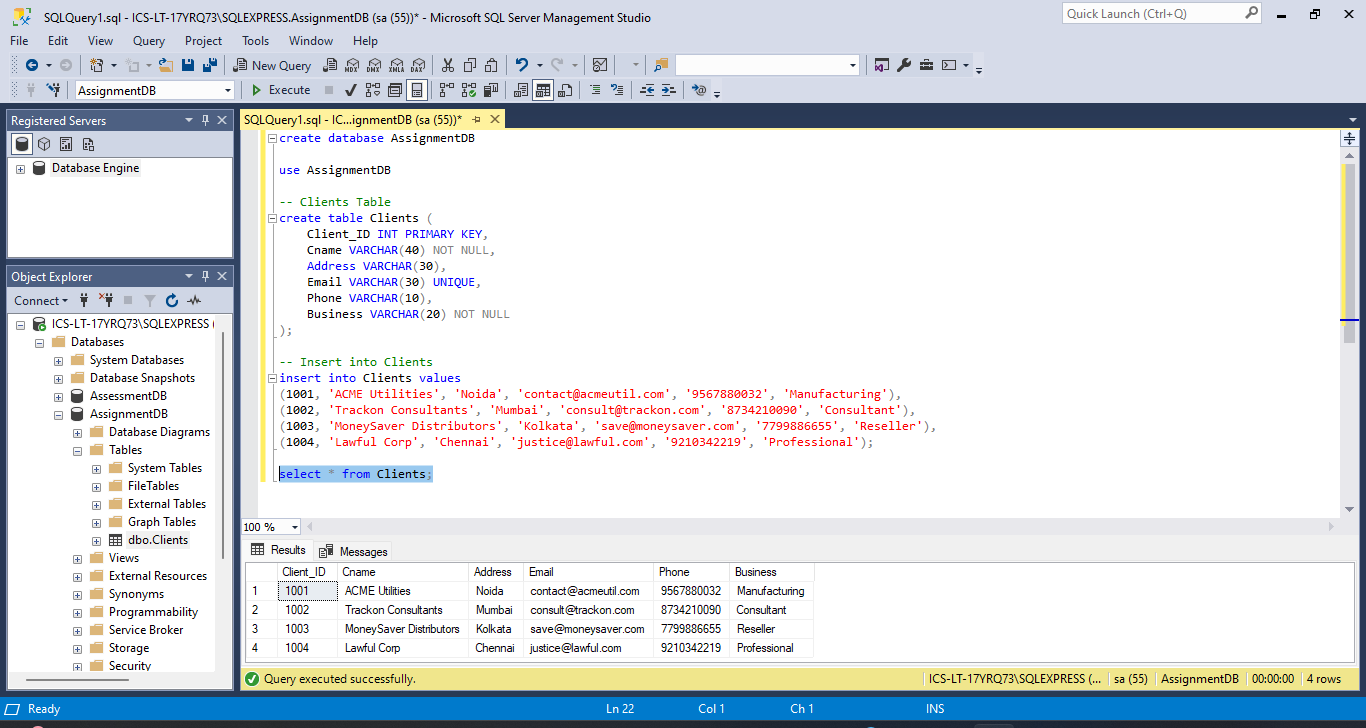 SQLQuery1.sql - ICS-LT-17YRQ73\SQLEXPRESS.AssignmentDB (sa (55))* - Microsoft SQL Server Management Studio
Quick Launch (Ctrl+Q)
File Edit View Query Project Tools Window Help
New Query MDX DMX XMLA DAX
AssignmentDB Execute
Registered Servers
Database Engine
Object Explorer
Connect
ICS-LT-17YRQ73\SQLEXPRESS (
Databases
System Databases
Database Snapshots
AssessmentDB
AssignmentDB
Database Diagrams
Tables
System Tables
FileTables
External Tables
Graph Tables
dbo.Clients
Views
External Resources
Synonyms
Programmability
Service Broker
Storage
Security
SQLQuery1.sql - IC...ignmentDB (sa (55))*
create database AssignmentDB
use AssignmentDB
-- Clients Table
create table Clients (
Client_ID INT PRIMARY KEY,
Cname VARCHAR(40) NOT NULL,
Address VARCHAR(30),
Email VARCHAR(30) UNIQUE,
Phone VARCHAR(10),
Business VARCHAR(20) NOT NULL
);
-- Insert into Clients
insert into Clients values
(1001, 'ACME Utilities', 'Noida', 'contact@acmeutil.com', '9567880032', 'Manufacturing'),
(1002, 'Trackon Consultants', 'Mumbai', 'consult@trackon.com', '8734210090', 'Consultant'),
(1003, 'MoneySaver Distributors', 'Kolkata', 'save@moneysaver.com', '7799886655', 'Reseller'),
(1004, 'Lawful Corp', 'Chennai', 'justice@lawful.com', '9210342219', 'Professional');
select * from Clients;
100 %
Results Messages
Client_ID Cname Address Email Phone Business
1 1001 ACME Utilities Noida contact@acmeutil.com 9567880032 Manufacturing
2 1002 Trackon Consultants Mumbai consult@trackon.com 8734210090 Consultant
3 1003 MoneySaver Distributors Kolkata save@moneysaver.com 7799886655 Reseller
4 1004 Lawful Corp Chennai justice@lawful.com 9210342219 Professional
Query executed successfully. ICS-LT-17YRQ73\SQLEXPRESS (... sa (55) AssignmentDB 00:00:00 4 rows
Ready Ln 22 Col 1 Ch 1 INS